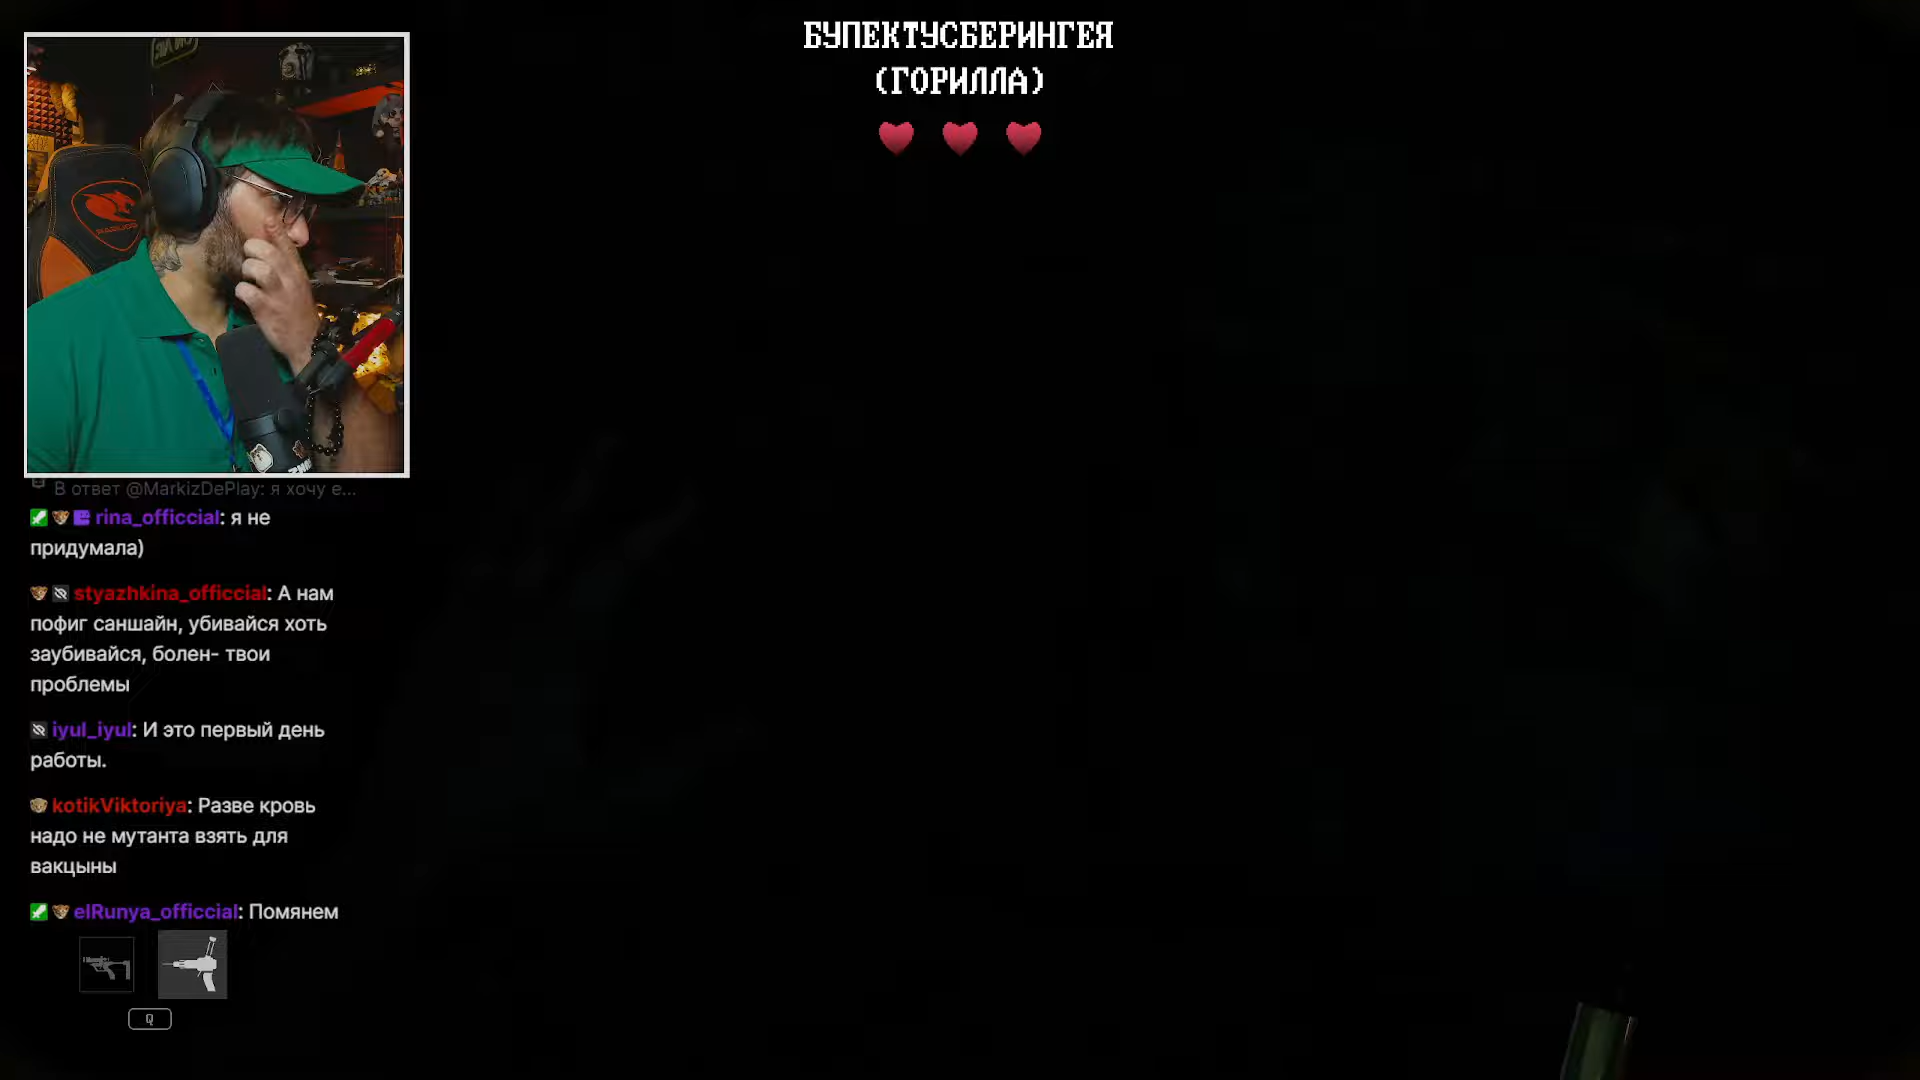 БУПЕКТУСБЕРИНГЕЯ
(ГОРИЛЛА)
COUGAR
В ответ @MarkizDePlay: я хочу е...
rina_officcial: я не
придумала)
styazhkina_officcial: А нам
пофиг саншайн, убивайся хоть
заубивайся, болен- твои
проблемы
iyul_iyul: И это первый день
работы.
kotikViktoriya: Разве кровь
надо не мутанта взять для
вакцыны
elRunya_officcial: Помянем
Q